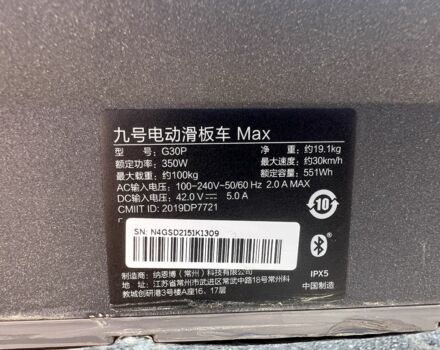 九号电动滑板车 Max
型 号: G30P 净 重: 约19.1kg
额定功率: 350W 最大速度: 约30km/h
最大载重: 约100kg 额定容量: 551Wh
AC输入电压: 100-240V~50/60 Hz 2.0 A MAX
DC输入电压: 42.0 V 5.0 A
CMIIT ID: 2019DP7721
10
SN: N4GSD2151K1309
制造商: 纳恩博（常州）科技有限公司
地 址: 江苏省常州市武进区常武中路18号常州科
教城创研港3号楼A座16、17层
IPX5
中国制造